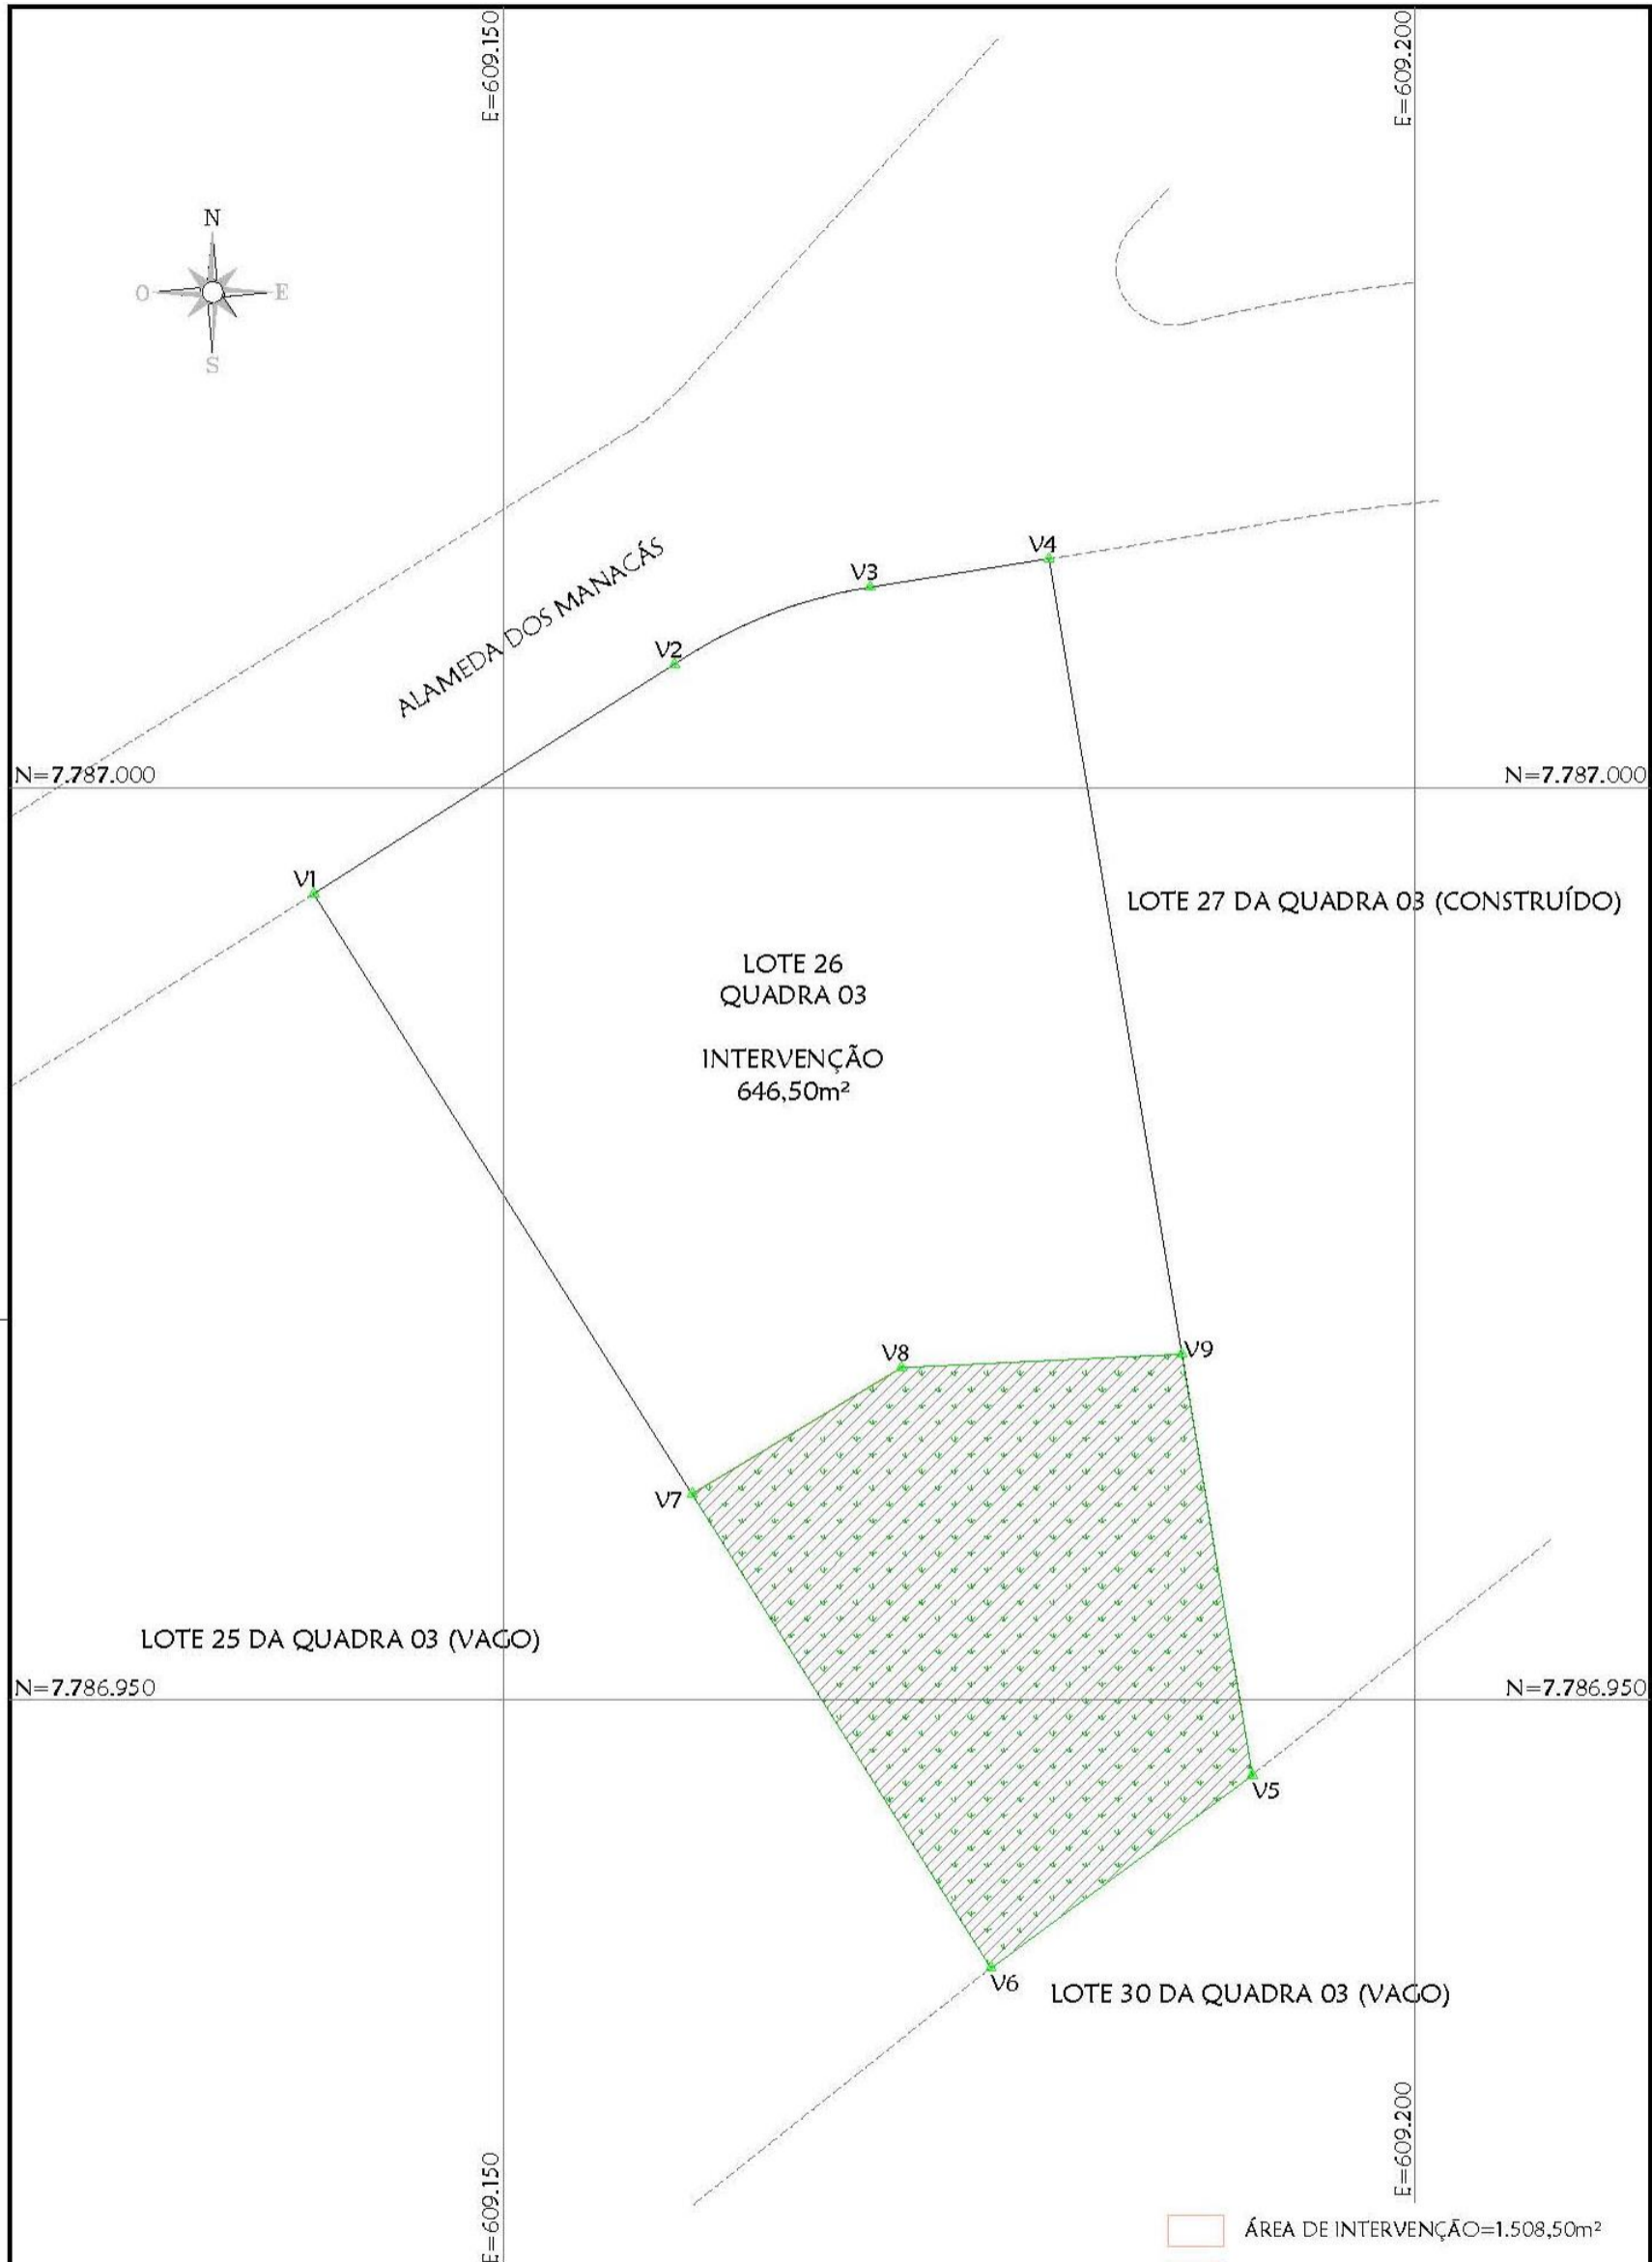 E=609.150
E=609.200
N
O
E
S
ALAMEDA DOS MANACÁS
V4
V3
V2
N=7.787.000
N=7.787.000
V1
LOTE 27 DA QUADRA 03 (CONSTRUÍDO)
LOTE 26
QUADRA 03
INTERVENÇÃO
646,50m²
V9
V8
V7
LOTE 25 DA QUADRA 03 (VAGO)
N=7.786.950
N=7.786.950
V5
V6
LOTE 30 DA QUADRA 03 (VAGO)
E=609.150
E=609.200
ÁREA DE INTERVENÇÃO=1.508,50m²